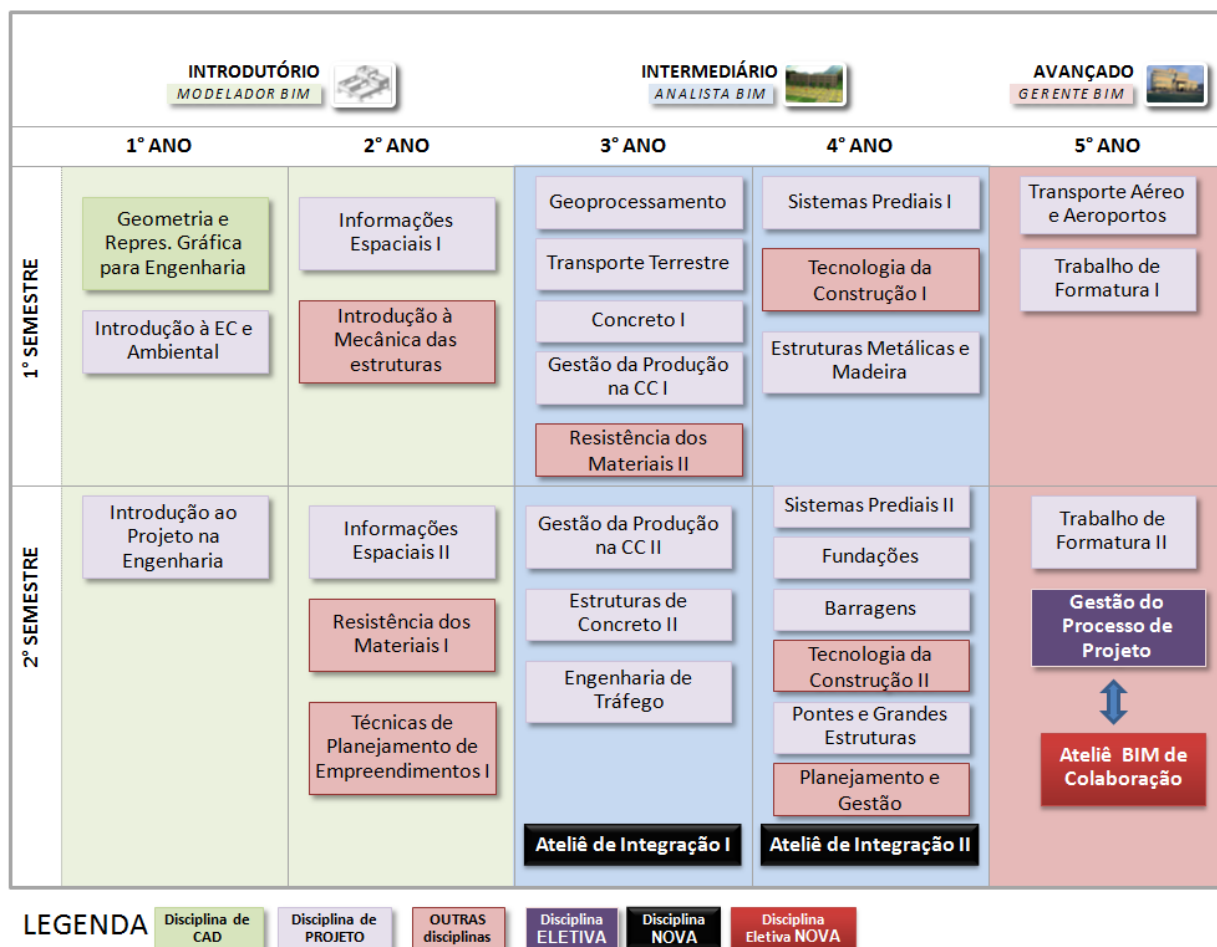 INTRODUTÓRIO
MODELADOR BIM
INTERMEDIÁRIO
ANALISTA BIM
AVANÇADO
GERENTE BIM
1° ANO
2° ANO
3° ANO
4° ANO
5° ANO
1° SEMESTRE
Geometria e
Repres. Gráfica
para Engenharia
Introdução à EC e
Ambiental
Informações
Espaciais I
Introdução à
Mecânica das
estruturas
Geoprocessamento
Transporte Terrestre
Concreto I
Gestão da Produção
na CC I
Resistência dos
Materiais II
Sistemas Prediais I
Tecnologia da
Construção I
Estruturas Metálicas e
Madeira
Transporte Aéreo
e Aeroportos
Trabalho de
Formatura I
2° SEMESTRE
Introdução ao
Projeto na
Engenharia
Informações
Espaciais II
Resistência dos
Materiais I
Técnicas de
Planejamento de
Empreendimentos I
Gestão da Produção
na CC II
Estruturas de
Concreto II
Engenharia de
Tráfego
Ateliê de Integração I
Sistemas Prediais II
Fundações
Barragens
Tecnologia da
Construção II
Pontes e Grandes
Estruturas
Planejamento e
Gestão
Ateliê de Integração II
Trabalho de
Formatura II
Gestão do
Processo de
Projeto
Ateliê BIM de
Colaboração
LEGENDA
Disciplina de
CAD
Disciplina de
PROJETO
OUTRAS
disciplinas
Disciplina
ELETIVA
Disciplina
NOVA
Disciplina
Eletiva NOVA